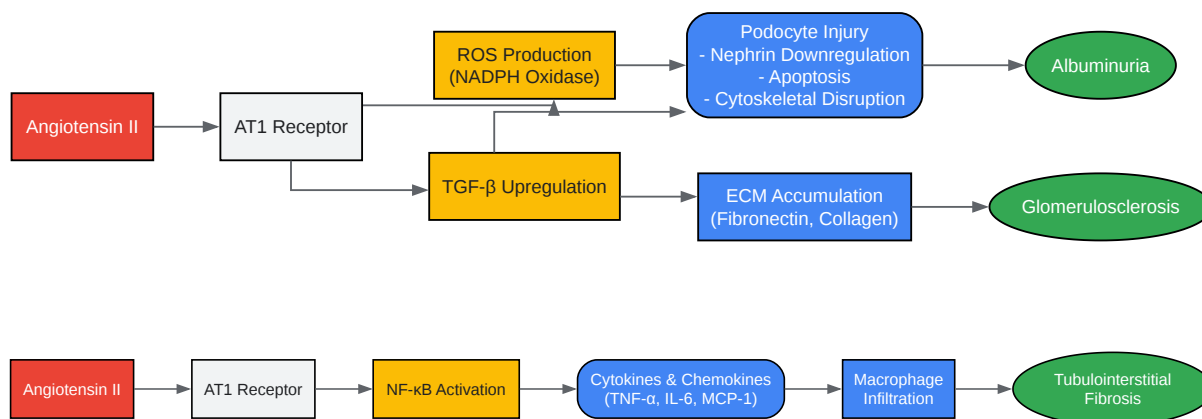 Angiotensin II
AT1 Receptor
ROS Production
(NADPH Oxidase)
TGF-β Upregulation
Podocyte Injury
- Nephrin Downregulation
- Apoptosis
- Cytoskeletal Disruption
ECM Accumulation
(Fibronectin, Collagen)
Albuminuria
Glomerulosclerosis
Angiotensin II
AT1 Receptor
NF-κB Activation
Cytokines & Chemokines
(TNF-α, IL-6, MCP-1)
Macrophage
Infiltration
Tubulointerstitial
Fibrosis